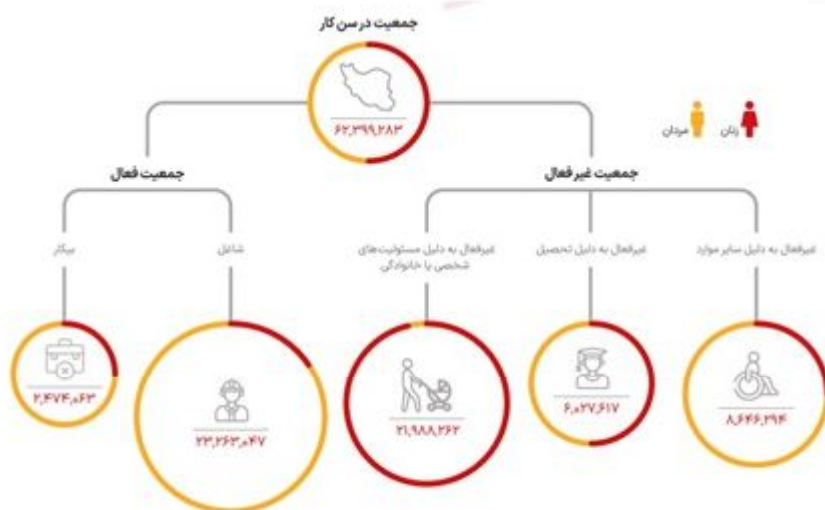 جمعیت در سن کار
۶۲,۳۹۹,۲۸۳
زنان
مردان
جمعیت غیر فعال
جمعیت فعال
غیرفعال به دلیل سایر موارد
غیرفعال به دلیل تحصیل
غیرفعال به دلیل مسئولیت‌های
شخصی یا خانوادگی
شاغل
بیکار
۸,۶۴۶,۲۹۴
۶,۰۲۷,۶۱۷
۲۱,۹۸۸,۲۶۲
۲۳,۲۶۳,۰۴۷
۲,۴۷۴,۰۶۳